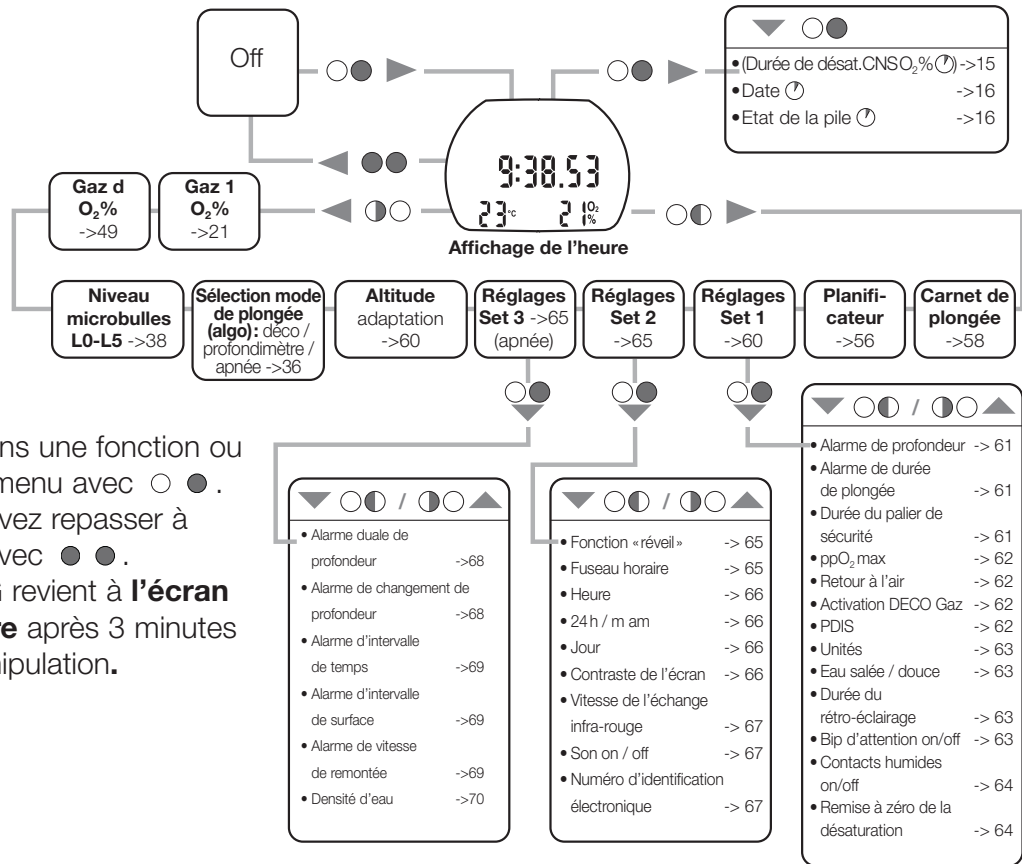 Off
(Durée de désat.CNSO₂%)->15
Date ->16
Etat de la pile ->16
9:38.53
23°C 21O₂%
Affichage de l'heure
Gaz d
O₂%
->49
Gaz 1
O₂%
->21
Niveau
microbulles
L0-L5 ->38
Sélection mode
de plongée
(algo): déco /
profondimètre /
apnée ->36
Altitude
adaptation
->60
Réglages
Set 3 ->65
(apnée)
Réglages
Set 2
->65
Réglages
Set 1
->60
Planifi-
cateur
->56
Carnet de
plongée
->58
ns une fonction ou
menu avec ○ ●.
vez repasser à
vec ● ●.
G revient à l'écran
re après 3 minutes
nipulation.
• Alarme duale de
profondeur ->68
• Alarme de changement de
profondeur ->68
• Alarme d'intervalle
de temps ->69
• Alarme d'intervalle
de surface ->69
• Alarme de vitesse
de remontée ->69
• Densité d'eau ->70
• Fonction «réveil» -> 65
• Fuseau horaire -> 65
• Heure -> 66
• 24h / m am -> 66
• Jour -> 66
• Contraste de l'écran -> 66
• Vitesse de l'échange
infra-rouge -> 67
• Son on / off -> 67
• Numéro d'identification
électronique -> 67
• Alarme de profondeur -> 61
• Alarme de durée
de plongée -> 61
• Durée du palier de
sécurité -> 61
• ppO₂ max -> 62
• Retour à l'air -> 62
• Activation DECO Gaz -> 62
• PDIS -> 62
• Unités -> 63
• Eau salée / douce -> 63
• Durée du
rétro-éclairage -> 63
• Bip d'attention on/off -> 63
• Contacts humides
on/off -> 64
• Remise à zéro de la
désaturation -> 64